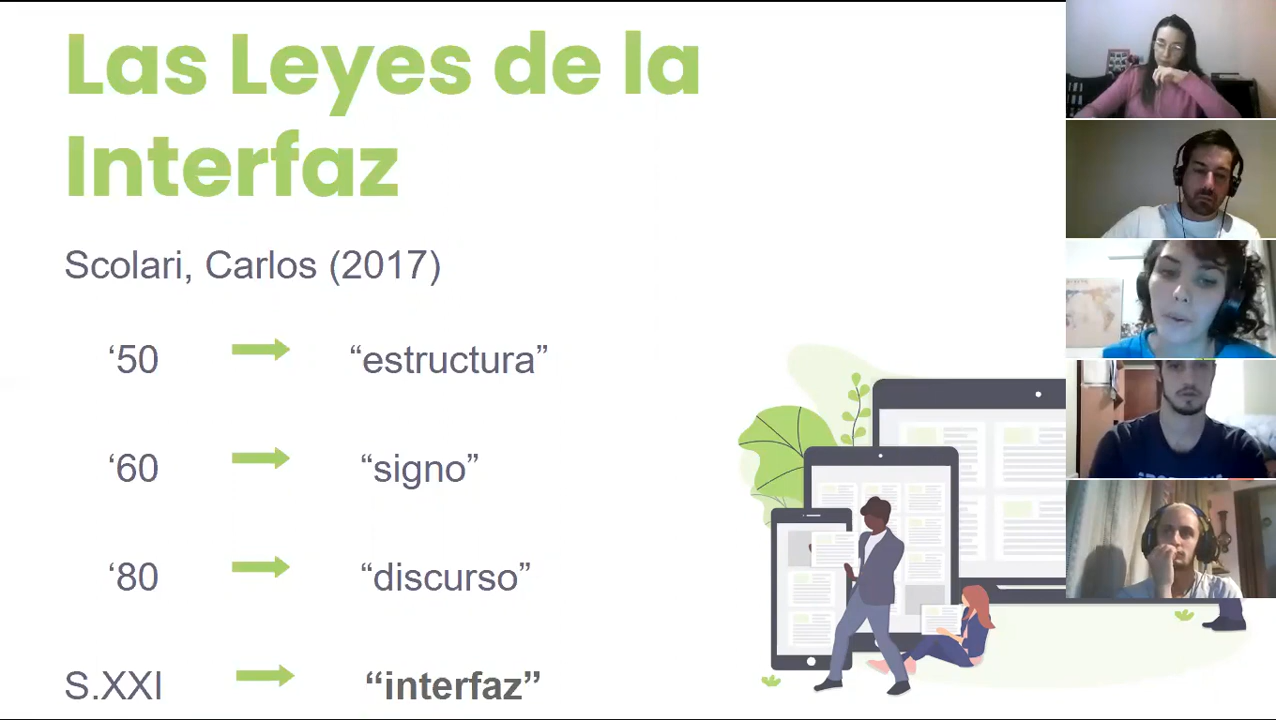 Las Leyes de la
Interfaz
Scolari, Carlos (2017)
‘50 “estructura”
‘60 “signo”
‘80 “discurso”
S.XXI “interfaz”